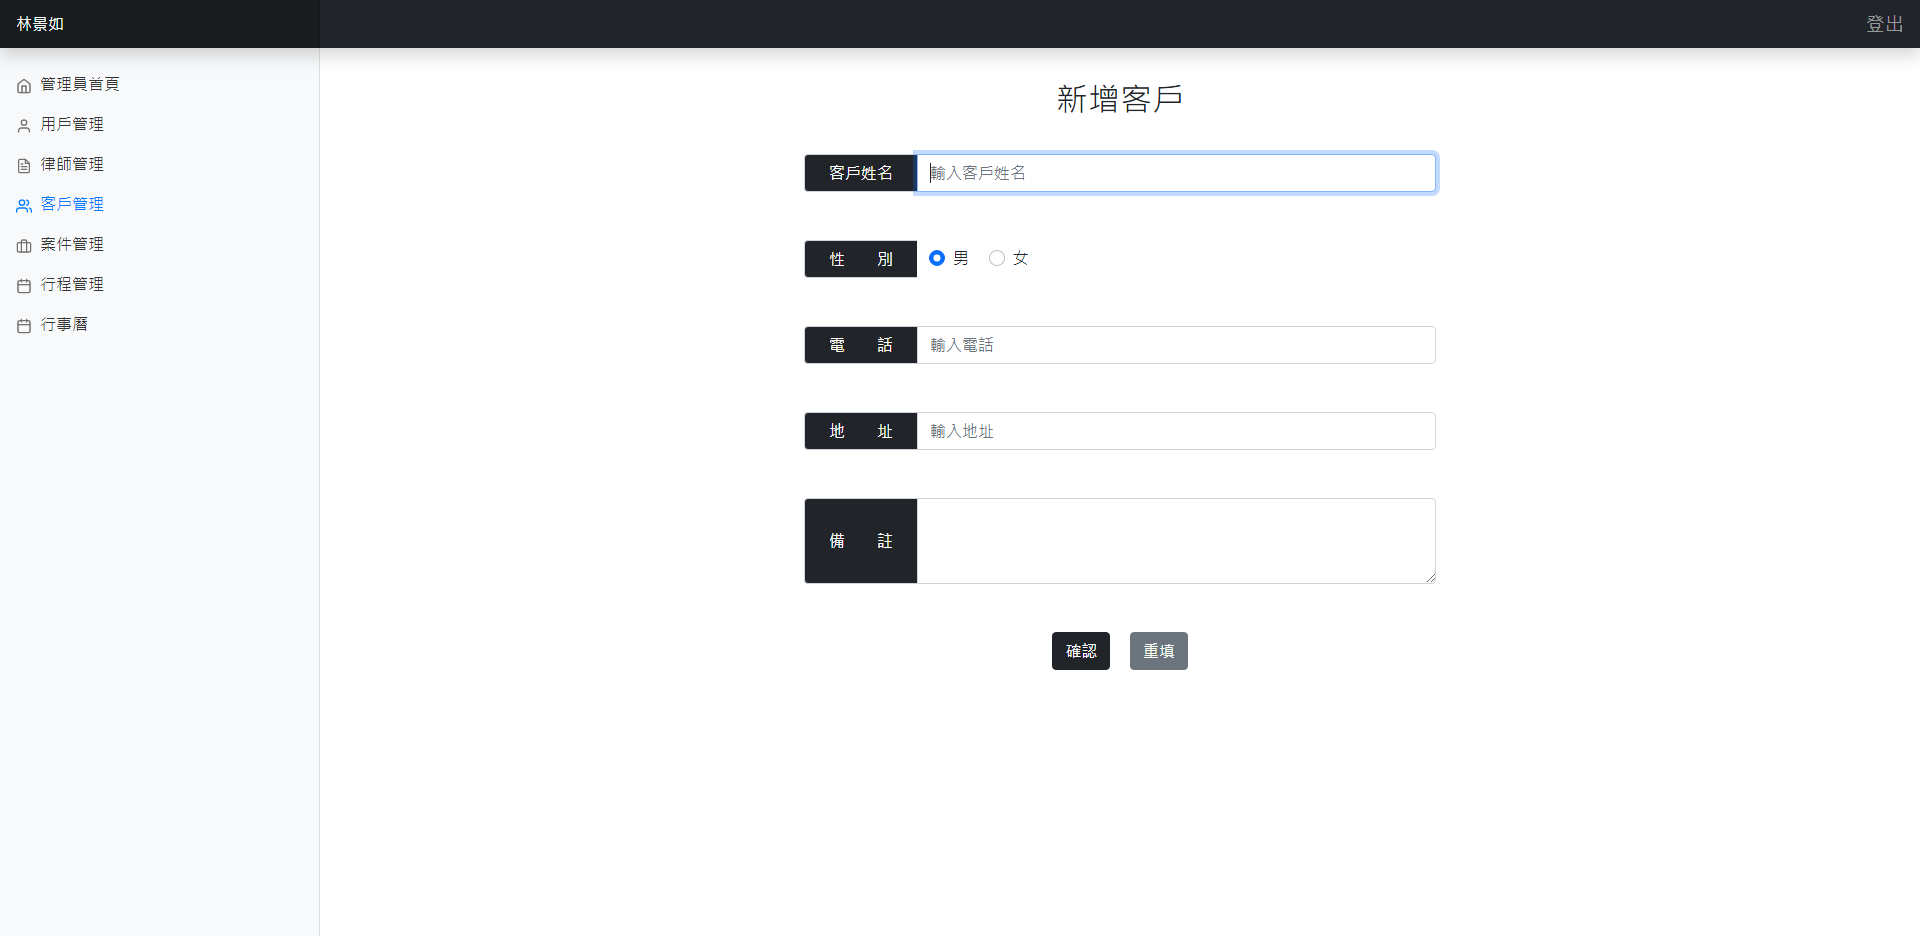 林景如
登出
管理員首頁
用戶管理
律師管理
客戶管理
案件管理
行程管理
行事曆
新增客戶
客戶姓名 輸入客戶姓名
性 別 男 女
電 話 輸入電話
地 址 輸入地址
備 註
確認 重填